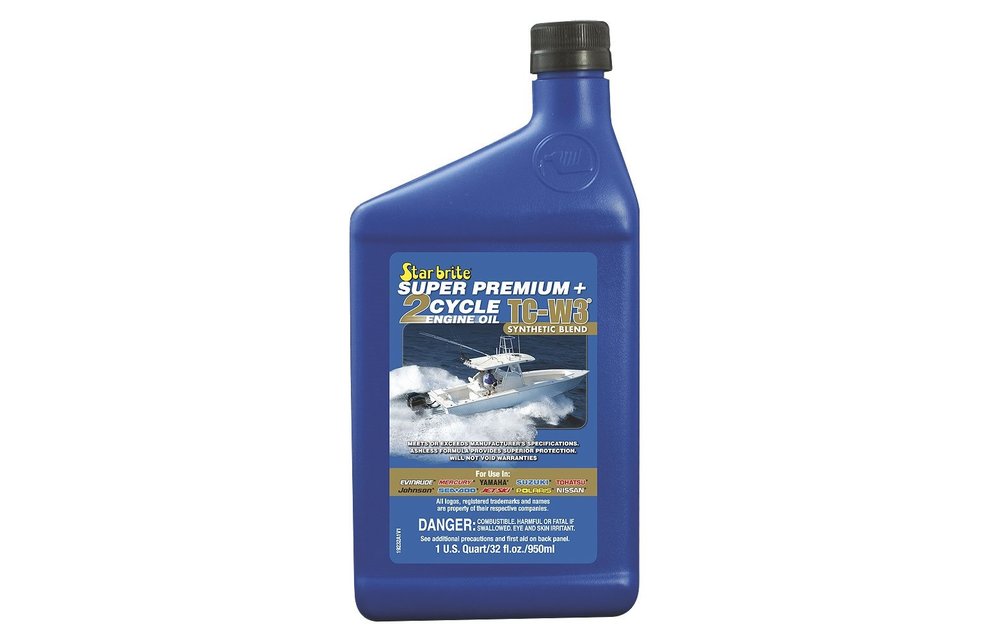 Star brite®
SUPER PREMIUM +
2 CYCLE
ENGINE OIL
TC-W3®
SYNTHETIC BLEND
MEETS OR EXCEEDS MANUFACTURER'S SPECIFICATIONS.
ASHLESS FORMULA PROVIDES SUPERIOR PROTECTION.
WILL NOT VOID WARRANTIES
For Use In:
EVINRUDE® MERCURY® YAMAHA® SUZUKI® TOHATSU®
Johnson® SEA-DOO® JET SKI® POLARIS® NISSAN®
All logos, registered trademarks and names
are property of their respective companies.
DANGER: COMBUSTIBLE. HARMFUL OR FATAL IF
SWALLOWED, EYE AND SKIN IRRITANT.
See additional precautions and first aid on back panel.
1 U.S. Quart/32 fl.oz./950ml